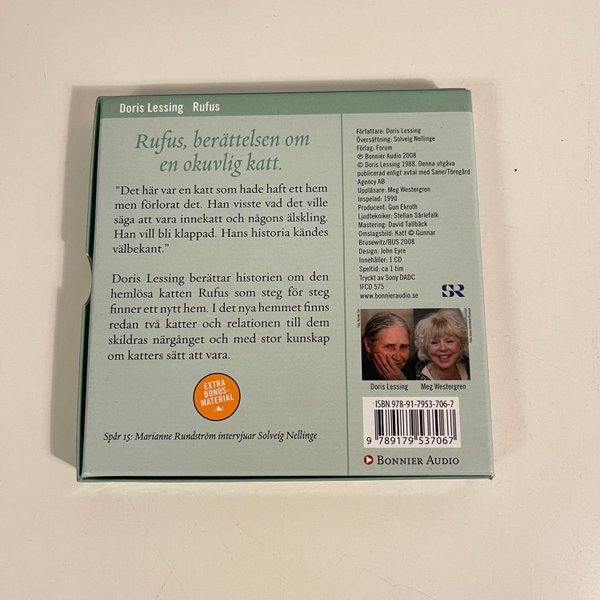 Doris Lessing Rufus
Rufus, berättelsen om
en okuvlig katt.
"Det här var en katt som hade haft ett hem
men förlorat det. Han visste vad det ville
säga att vara innekatt och någons älskling.
Han vill bli klappad. Hans historia kändes
välbekant."
Doris Lessing berättar historien om den
hemlösa katten Rufus som steg för steg
finner ett nytt hem. I det nya hemmet finns
redan två katter och relationen till dem
skildras närgånget och med stor kunskap
om katters sätt att vara.
EXTRA
BONUS-
MATERIAL
Spår 15: Marianne Rundström intervjuar Solveig Nellinge
Författare: Doris Lessing
Översättning: Solveig Nellinge
Förlag: Forum
℗ Bonnier Audio 2008
© Doris Lessing 1988. Denna utgåva
publicerad enligt avtal med Sane/Töregård
Agency AB
Uppläsare: Meg Westergren
Inspelad: 1990
Producent: Gun Ekroth
Ljudtekniker: Stellan Särlefalk
Mastering: David Tallbäck
Omslagsbild: Katt © Gunnar
Brusewitz/BUS 2008
Design: John Eyre
Innehåller: 1 CD
Speltid: ca 1 tim
Tryckt av Sony DADC
IFCD 575
www.bonnieraudio.se
SR
Doris Lessing Meg Westergren
ISBN 978-91-7953-706-7
9 789179 537067
BONNIER AUDIO